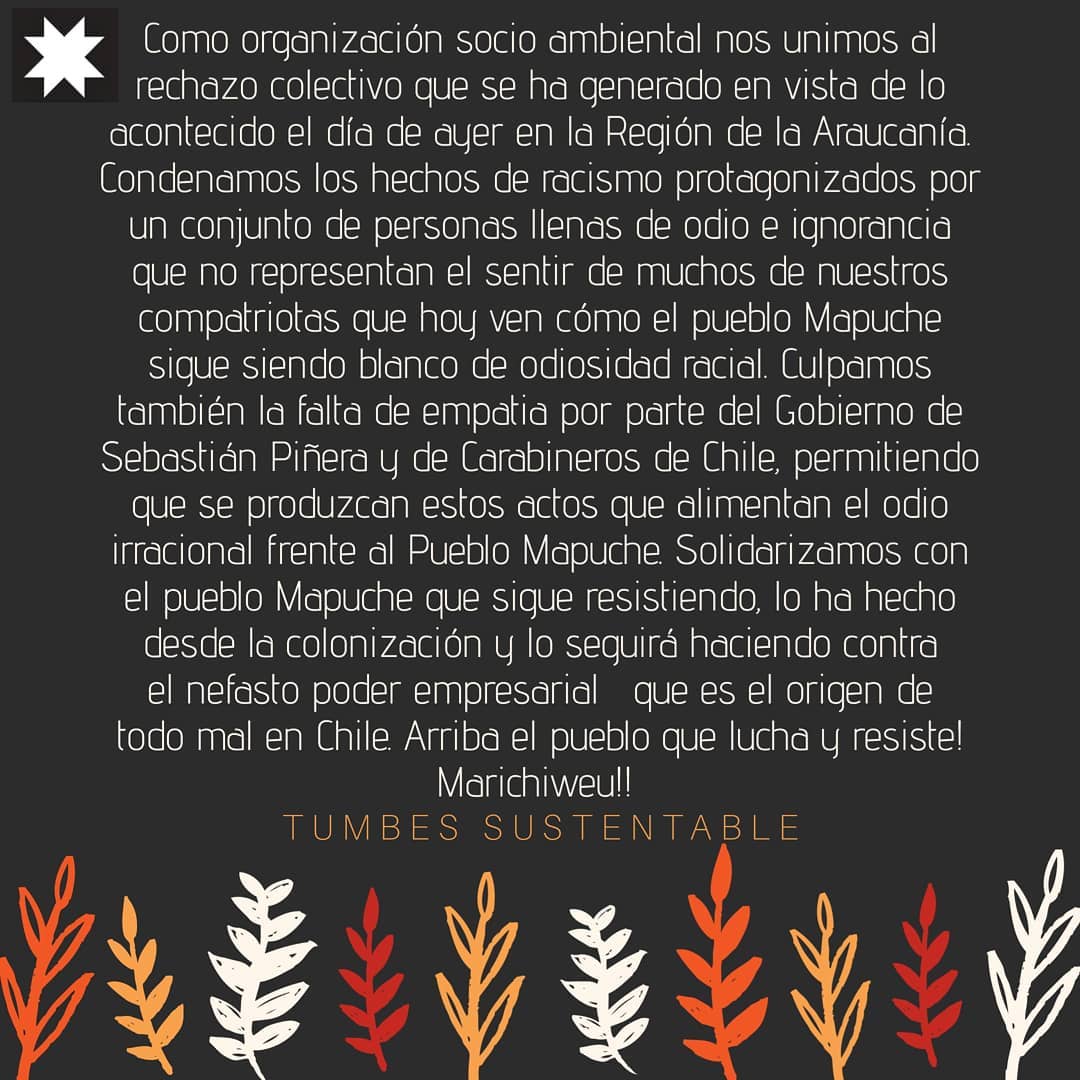 Como organización socio ambiental nos unimos al
rechazo colectivo que se ha generado en vista de lo
acontecido el día de ayer en la Región de la Araucanía.
Condenamos los hechos de racismo protagonizados por
un conjunto de personas llenas de odio e ignorancia
que no representan el sentir de muchos de nuestros
compatriotas que hoy ven cómo el pueblo Mapuche
sigue siendo blanco de odiosidad racial. Culpamos
también la falta de empatia por parte del Gobierno de
Sebastián Piñera y de Carabineros de Chile, permitiendo
que se produzcan estos actos que alimentan el odio
irracional frente al Pueblo Mapuche. Solidarizamos con
el pueblo Mapuche que sigue resistiendo, lo ha hecho
desde la colonización y lo seguirá haciendo contra
el nefasto poder empresarial que es el origen de
todo mal en Chile. Arriba el pueblo que lucha y resiste!
Marichiweu!!
TUMBES SUSTENTABLE